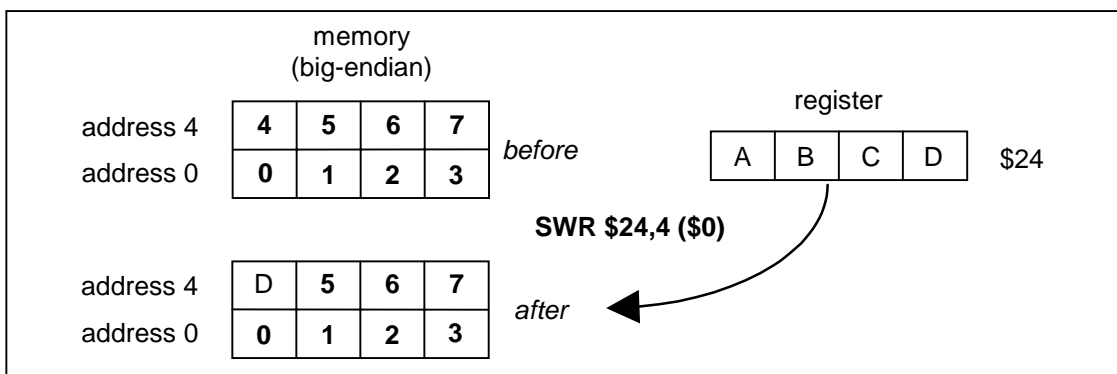 memory
(big-endian)
register
address 4 4 5 6 7
before
A B C D $24
address 0 0 1 2 3
SWR $24,4 ($0)
address 4 D 5 6 7
after
address 0 0 1 2 3